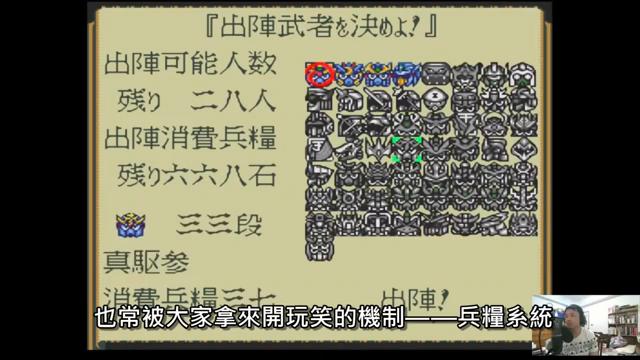 『出陣武者を決めよ!』
出陣可能人数
残り 二八人
出陣消費兵糧
残り六六八石
三三段
真駆参
消費兵糧三七 出陣!
也常被大家拿來開玩笑的機制——兵糧系統